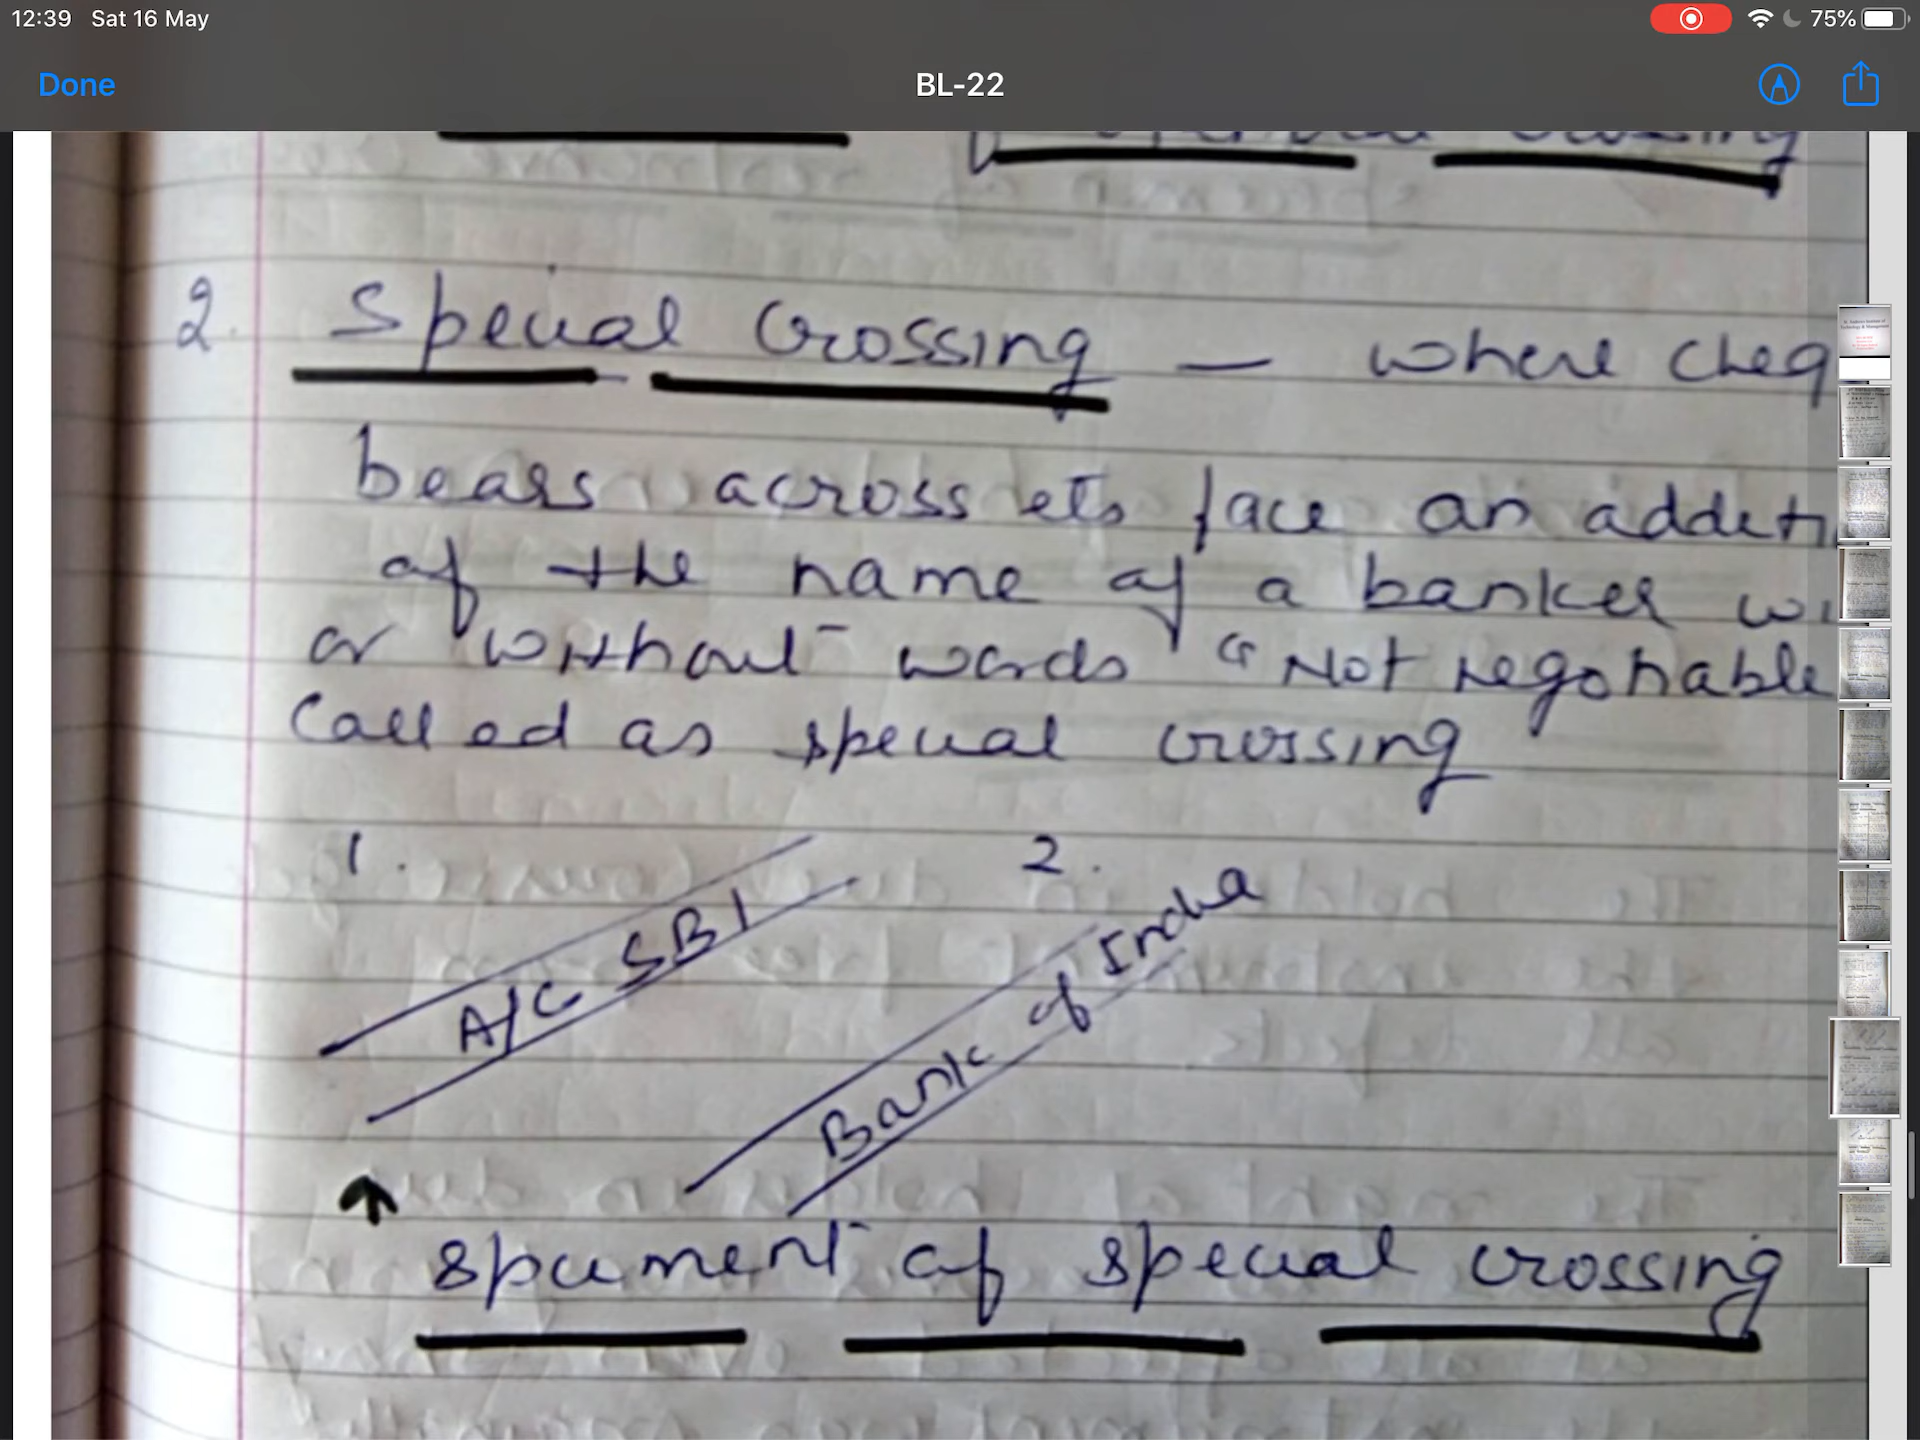 12:39 Sat 16 May 75%
Done BL-22
crossing
2. Special Crossing — where cheq
bears across its face an additi
of the name of a banker wi
or without words "Not negotiable
Called as special crossing
1. 2.
A/C SBI
Bank of India
Speciment of special crossing